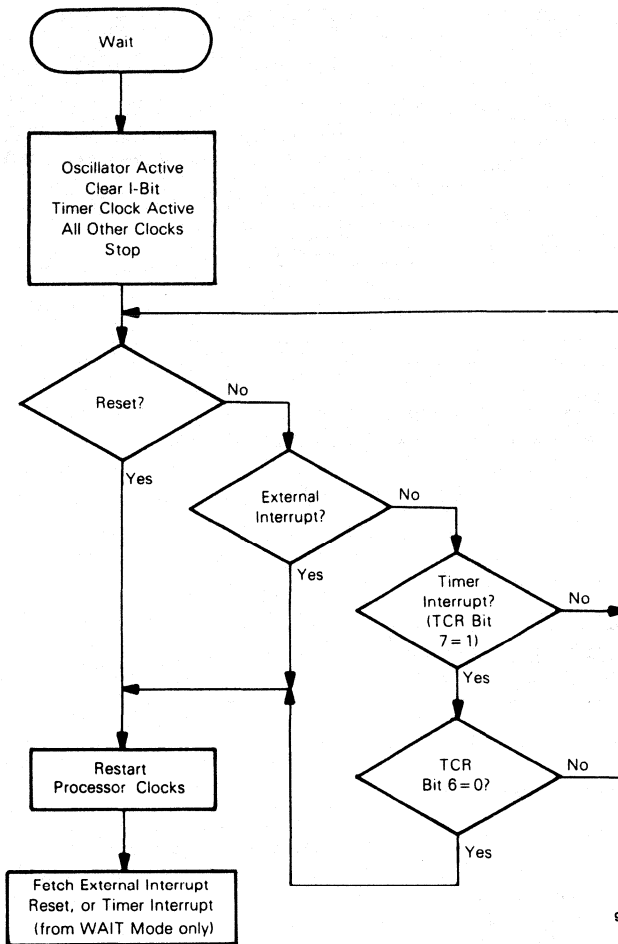 Wait
Oscillator Active
Clear I-Bit
Timer Clock Active
All Other Clocks
Stop
Reset?
No
Yes
External
Interrupt?
No
Yes
Timer
Interrupt?
(TCR Bit
7 = 1)
No
Yes
TCR
Bit 6 = 0?
No
Yes
Restart
Processor Clocks
Fetch External Interrupt
Reset, or Timer Interrupt
(from WAIT Mode only)